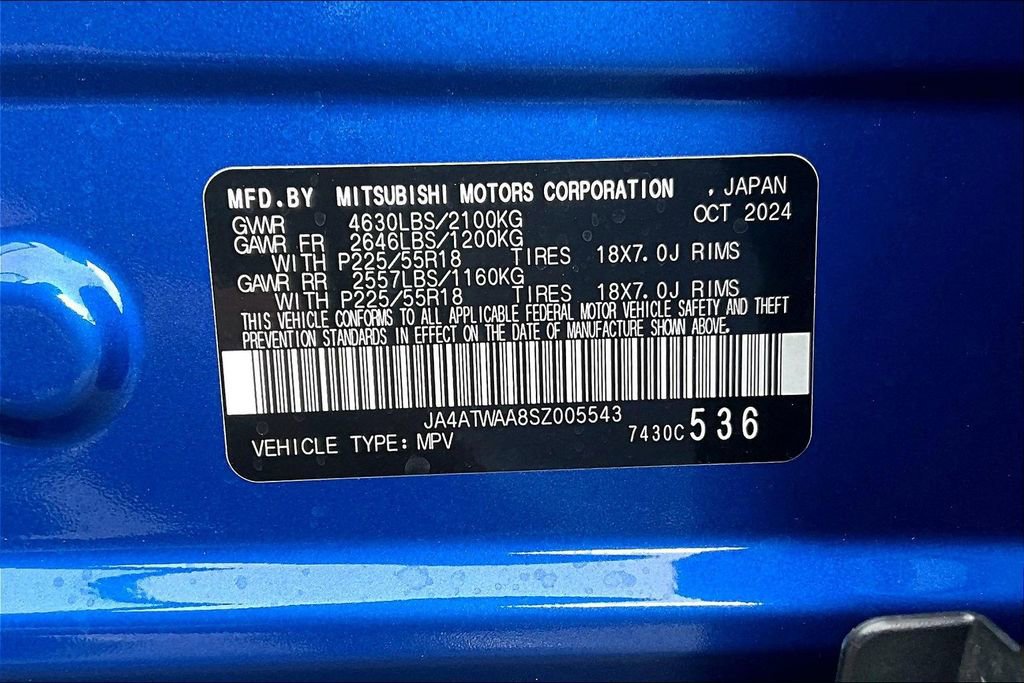 MFD.BY MITSUBISHI MOTORS CORPORATION , JAPAN
OCT 2024
GWWR 4630LBS/2100KG
GAWR FR 2646LBS/1200KG
WITH P225/55R18 TIRES 18X7.0J RIMS
GAWR RR 2557LBS/1160KG
WITH P225/55R18 TIRES 18X7.0J RIMS
THIS VEHICLE CONFORMS TO ALL APPLICABLE FEDERAL MOTOR VEHICLE SAFETY AND THEFT
PREVENTION STANDARDS IN EFFECT ON THE DATE OF MANUFACTURE SHOWN ABOVE.
JA4ATWAA8SZ005543
VEHICLE TYPE: MPV 7430C 536